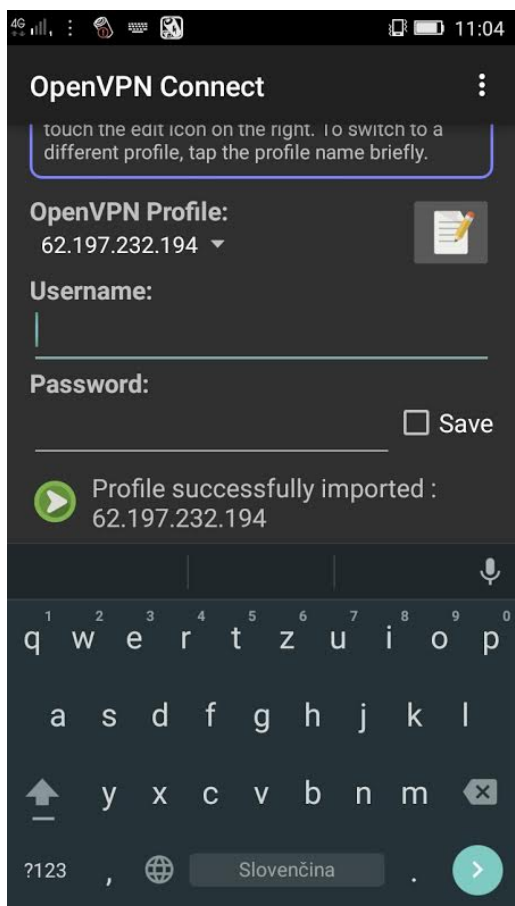 4G
11:04
OpenVPN Connect
touch the edit icon on the right. To switch to a
different profile, tap the profile name briefly.
OpenVPN Profile:
62.197.232.194
Username:
Password:
Save
Profile successfully imported :
62.197.232.194
1 2 3 4 5 6 7 8 9 0
q w e r t z u i o p
a s d f g h j k l
y x c v b n m
?123 , Slovenčina .